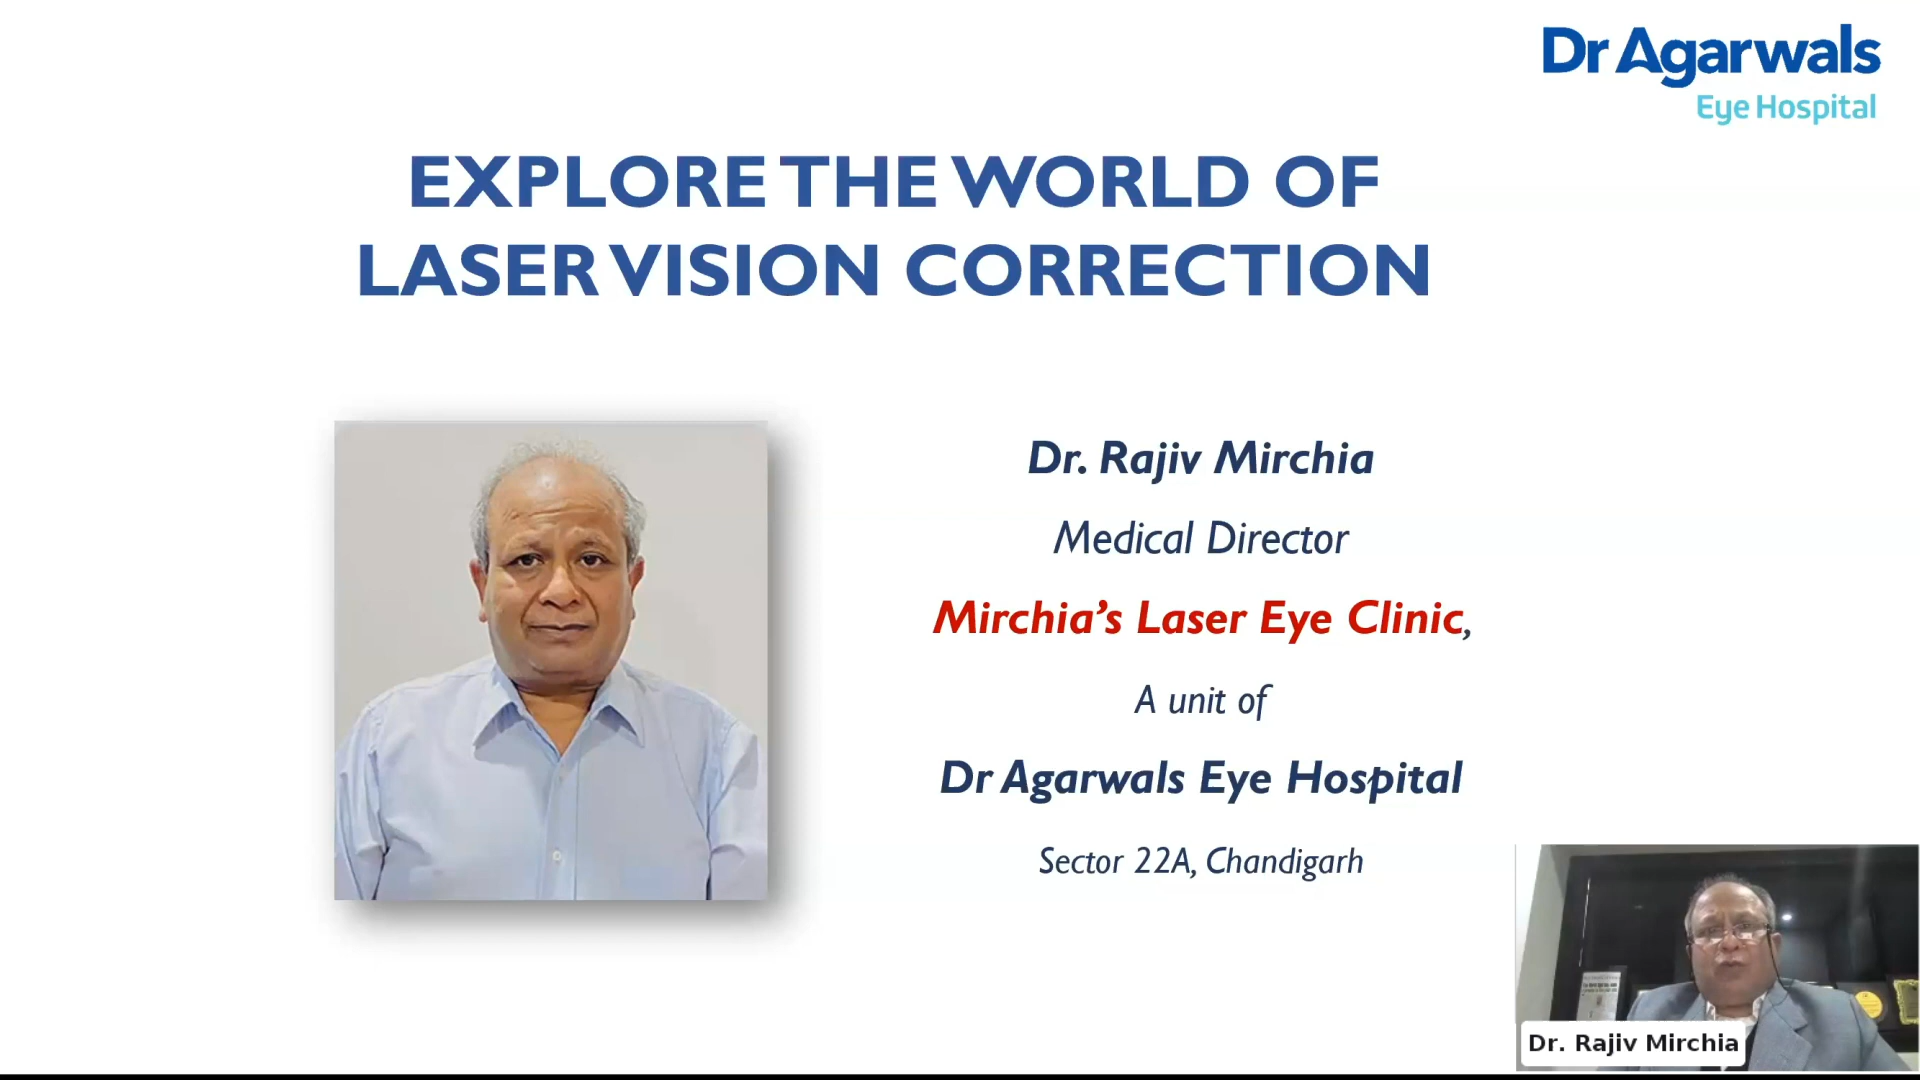 Dr Agarwals
Eye Hospital
EXPLORE THE WORLD OF
LASER VISION CORRECTION
Dr. Rajiv Mirchia
Medical Director
Mirchia’s Laser Eye Clinic,
A unit of
Dr Agarwals Eye Hospital
Sector 22A, Chandigarh
Dr. Rajiv Mirchia